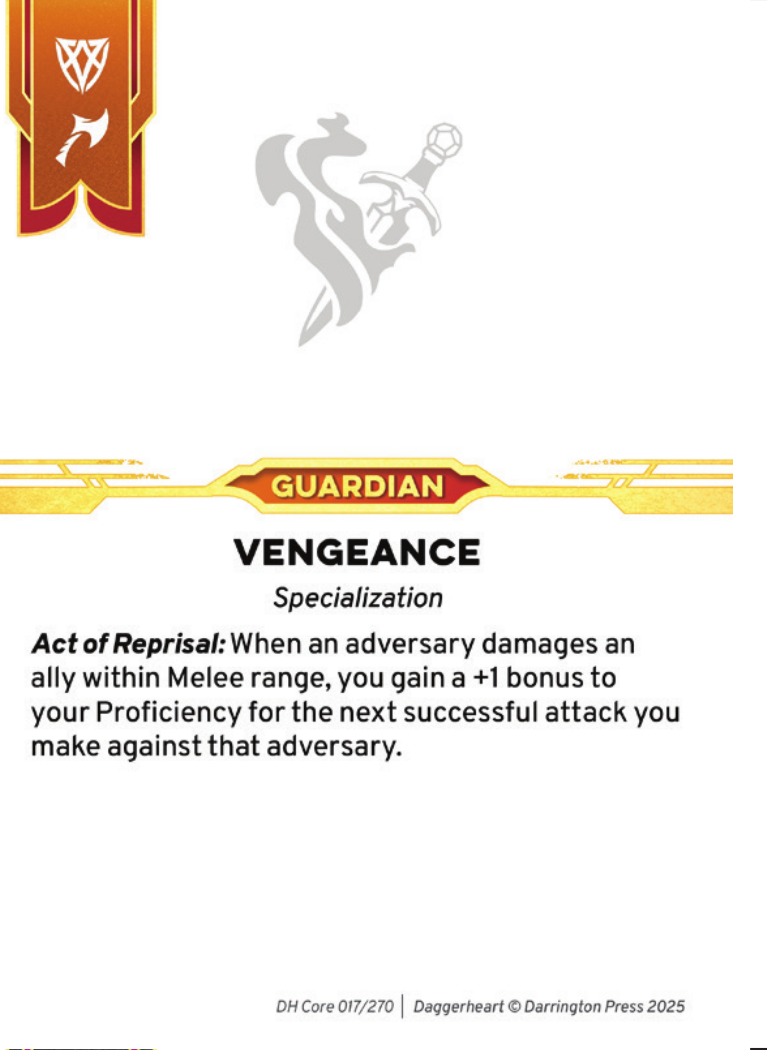 GUARDIAN
VENGEANCE
Specialization
Act of Reprisal: When an adversary damages an
ally within Melee range, you gain a +1 bonus to
your Proficiency for the next successful attack you
make against that adversary.
DH Core 017/270 | Daggerheart © Darrington Press 2025